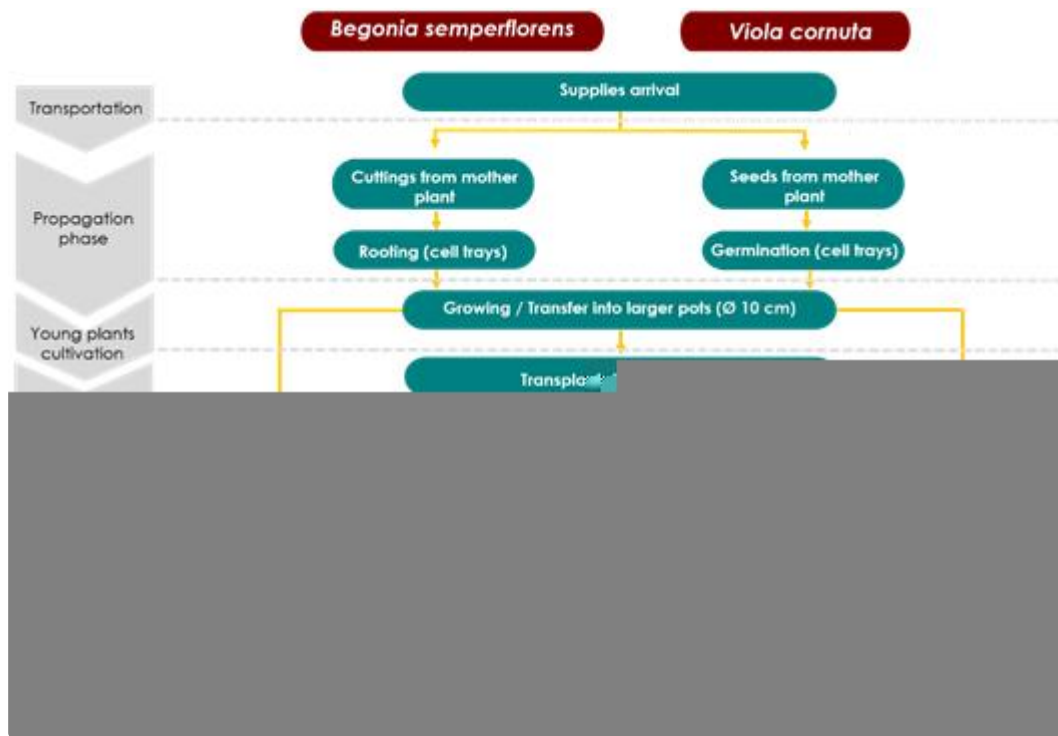 Begonia semperflorens
Viola cornuta
Transportation
Supplies arrival
Propagation
phase
Cuttings from mother
plant
Seeds from mother
plant
Rooting (cell trays)
Germination (cell trays)
Young plants
cultivation
Growing / Transfer into larger pots (Ø 10 cm)